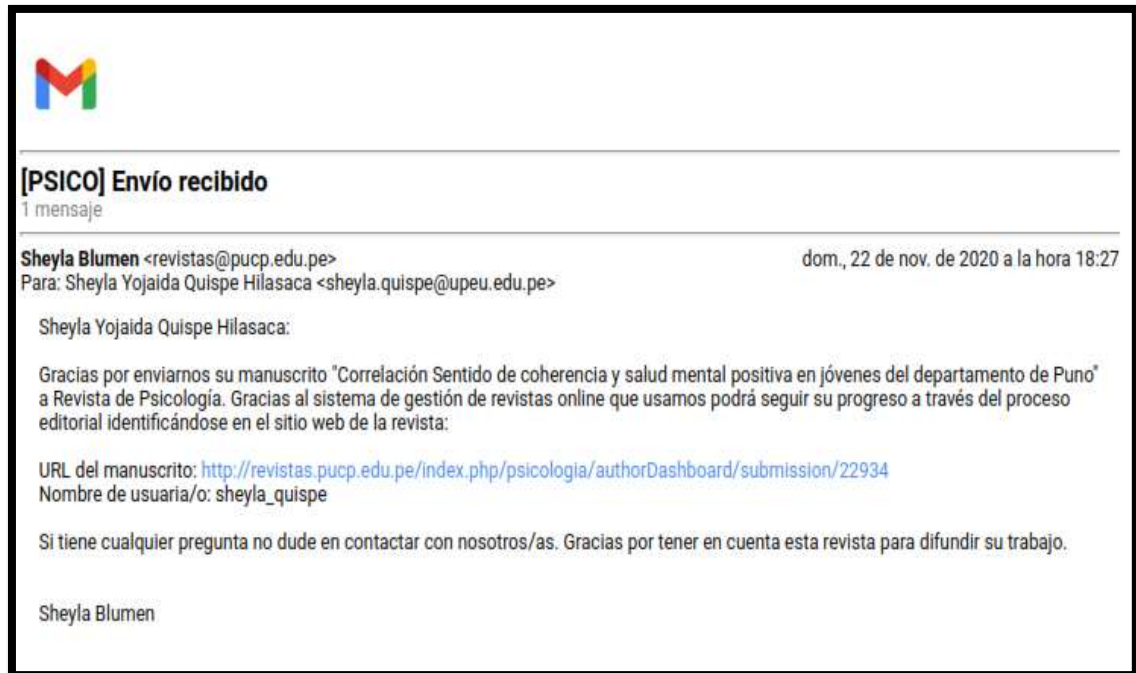 [PSICO] Envío recibido
1 mensaje
Sheyla Blumen <revistas@pucp.edu.pe>
dom., 22 de nov. de 2020 a la hora 18:27
Para: Sheyla Yojaida Quispe Hilasaca <sheyla.quispe@upeu.edu.pe>
Sheyla Yojaida Quispe Hilasaca:
Gracias por enviarnos su manuscrito "Correlación Sentido de coherencia y salud mental positiva en jóvenes del departamento de Puno"
a Revista de Psicología. Gracias al sistema de gestión de revistas online que usamos podrá seguir su progreso a través del proceso
editorial identificándose en el sitio web de la revista:
URL del manuscrito: http://revistas.pucp.edu.pe/index.php/psicologia/authorDashboard/submission/22934
Nombre de usuaria/o: sheyla_quispe
Si tiene cualquier pregunta no dude en contactar con nosotros/as. Gracias por tener en cuenta esta revista para difundir su trabajo.
Sheyla Blumen